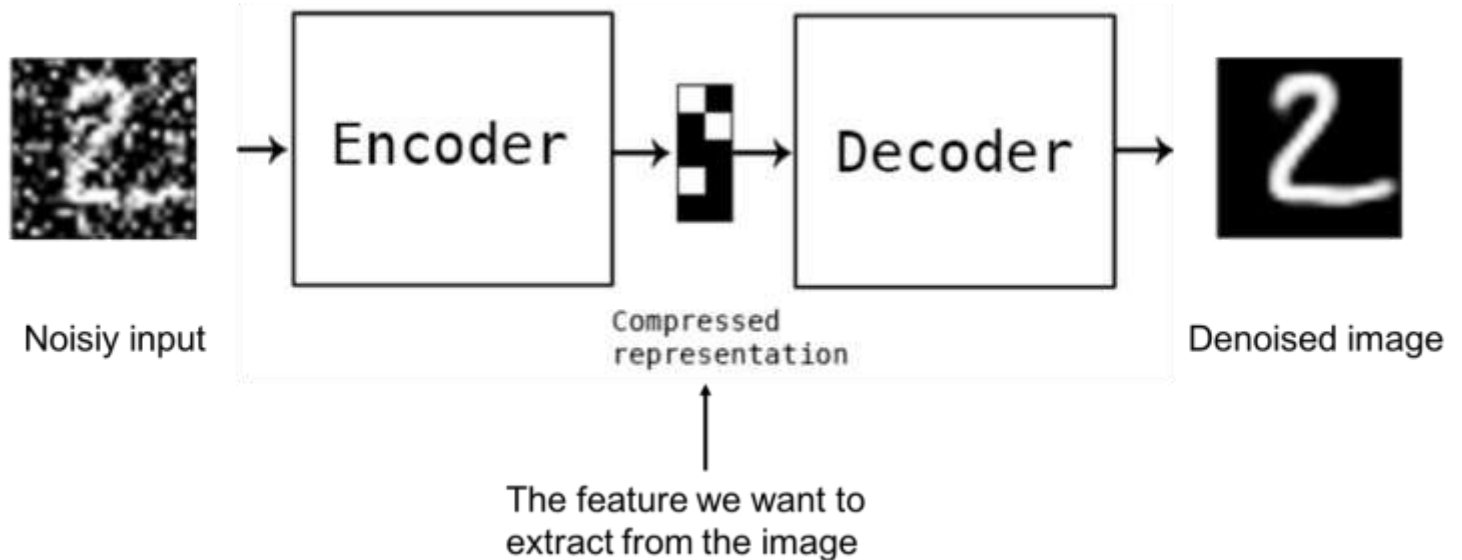 Encoder
Decoder
Noisiy input
Compressed
representation
Denoised image
The feature we want to
extract from the image